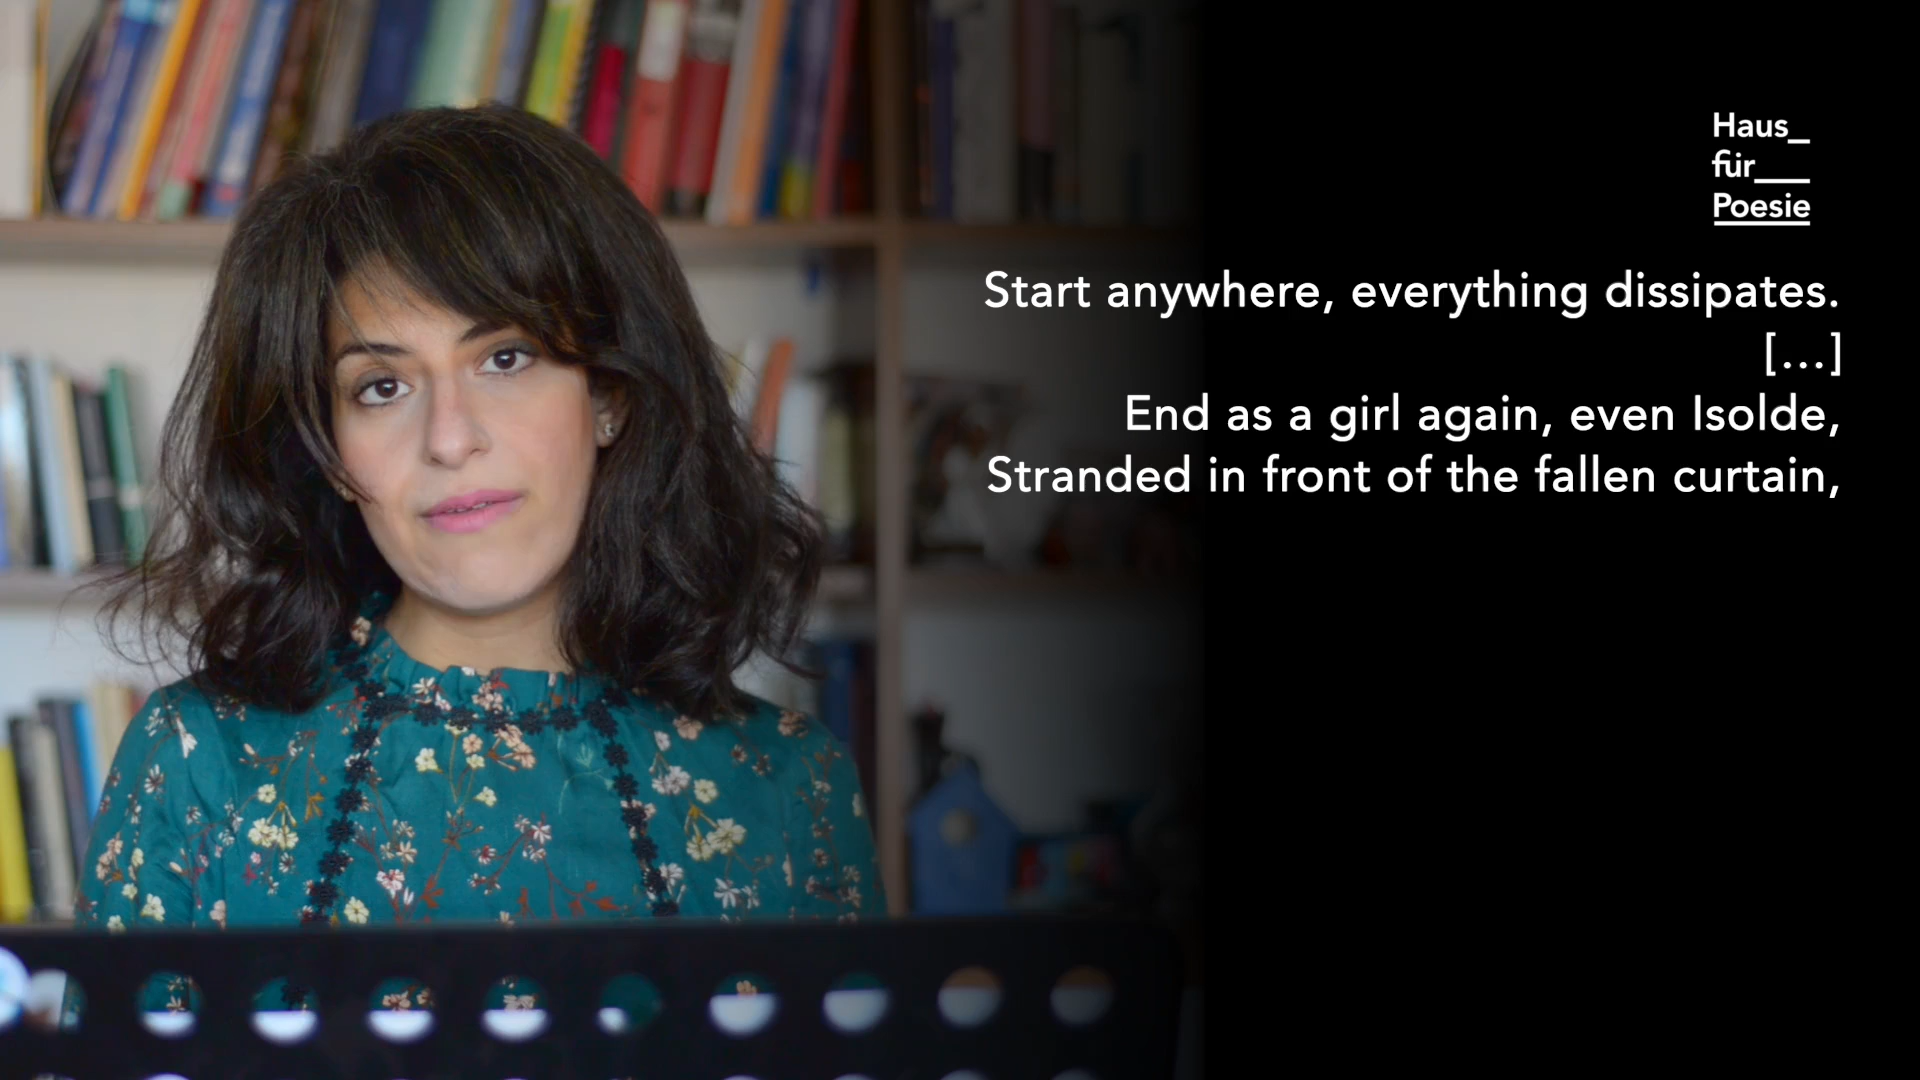 Haus_
für___
Poesie
Start anywhere, everything dissipates.
[...]
End as a girl again, even Isolde,
Stranded in front of the fallen curtain,